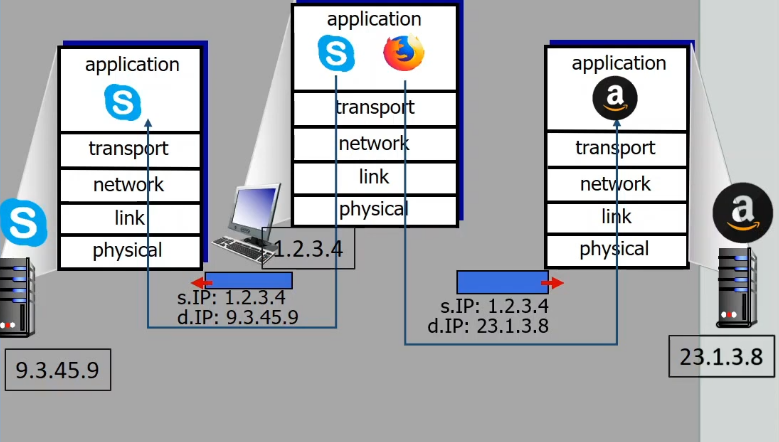 application
transport
network
link
physical
application
transport
network
link
physical
application
transport
network
link
physical
1.2.3.4
s.IP: 1.2.3.4
d.IP: 9.3.45.9
s.IP: 1.2.3.4
d.IP: 23.1.3.8
9.3.45.9
23.1.3.8